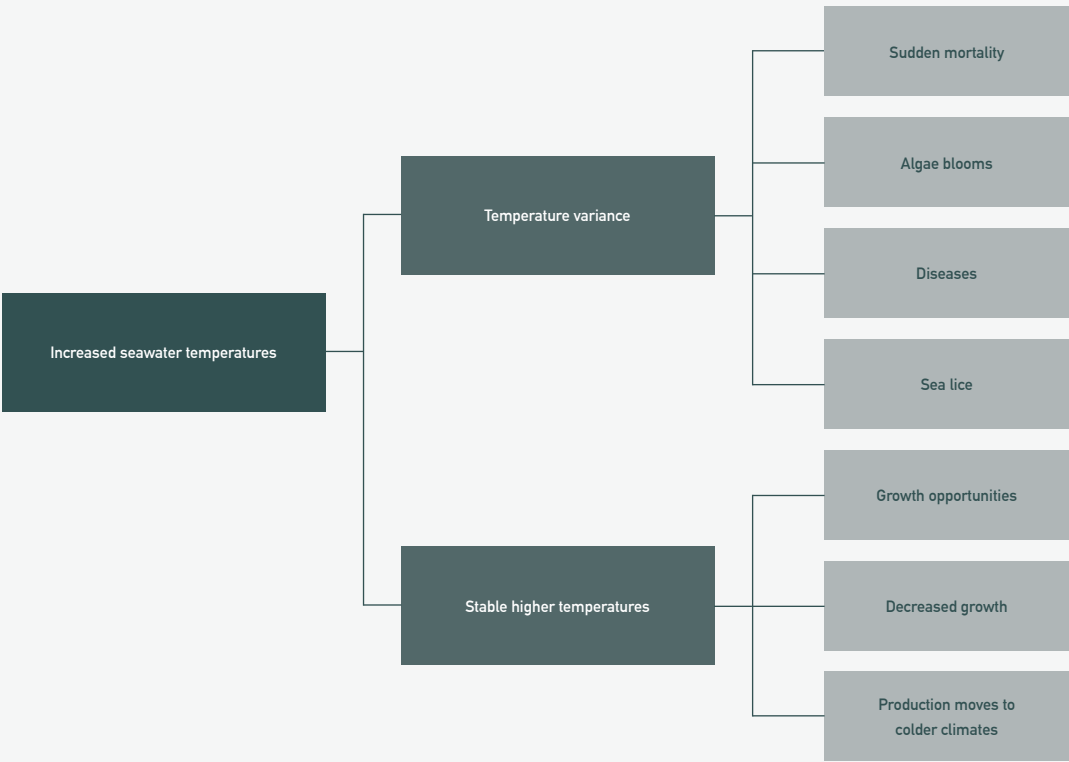 Increased seawater temperatures
Temperature variance
Sudden mortality
Algae blooms
Diseases
Sea lice
Stable higher temperatures
Growth opportunities
Decreased growth
Production moves to
colder climates